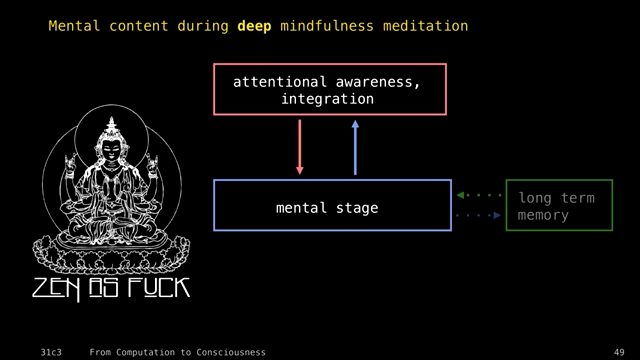 Mental content during deep mindfulness meditation
attentional awareness,
integration
mental stage
long term
memory
ZEN AS FUCK
31c3 From Computation to Consciousness 49